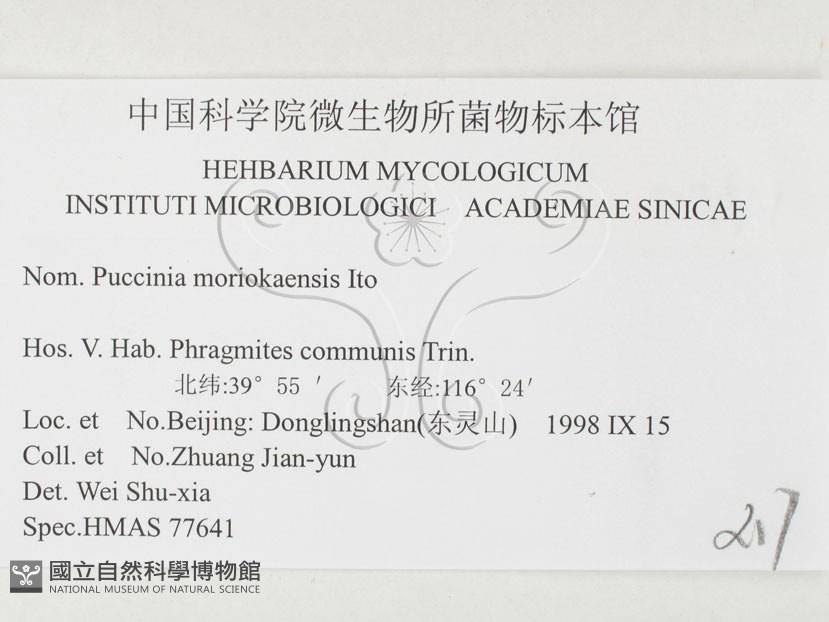 中国科学院微生物所菌物标本馆
HEHBARIUM MYCOLOGICUM
INSTITUTI MICROBIOLOGICI ACADEMIAE SINICAE
Nom. Puccinia moriokaensis Ito
Hos. V. Hab. Phragmites communis Trin.
北纬:39° 55 ′ 东经:116° 24′
Loc. et No.Beijing: Donglingshan(东灵山) 1998 IX 15
Coll. et No.Zhuang Jian-yun
Det. Wei Shu-xia
Spec.HMAS 77641
217
國立自然科學博物館
NATIONAL MUSEUM OF NATURAL SCIENCE